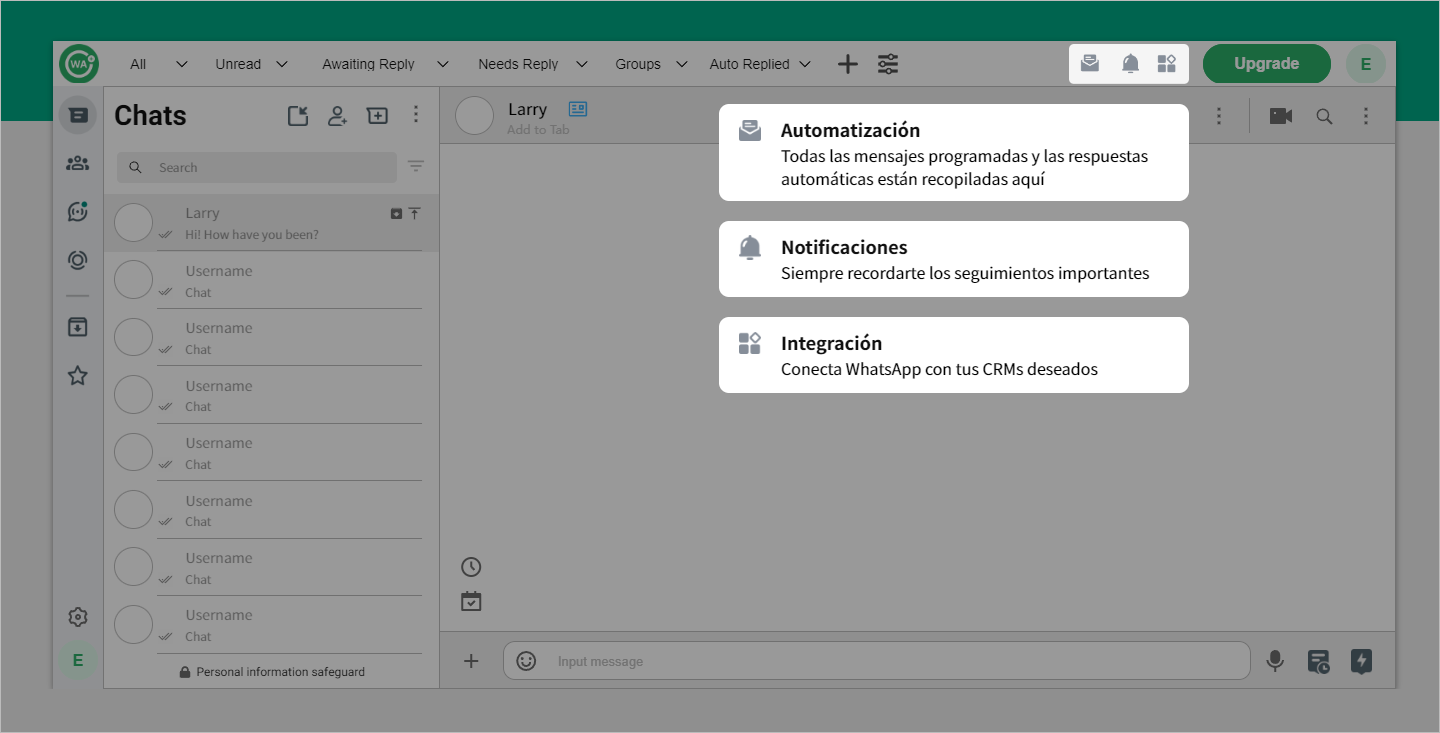 WA
All
Unread
Awaiting Reply
Needs Reply
Groups
Auto Replied
Upgrade
E
Chats
Search
Larry
Hi! How have you been?
Username
Chat
Username
Chat
Username
Chat
Username
Chat
Username
Chat
Username
Chat
Username
Chat
Personal information safeguard
E
Larry
Add to Tab
Automatización
Todas las mensajes programadas y las respuestas
automáticas están recopiladas aquí
Notificaciones
Siempre recordarte los seguimientos importantes
Integración
Conecta WhatsApp con tus CRMs deseados
Input message